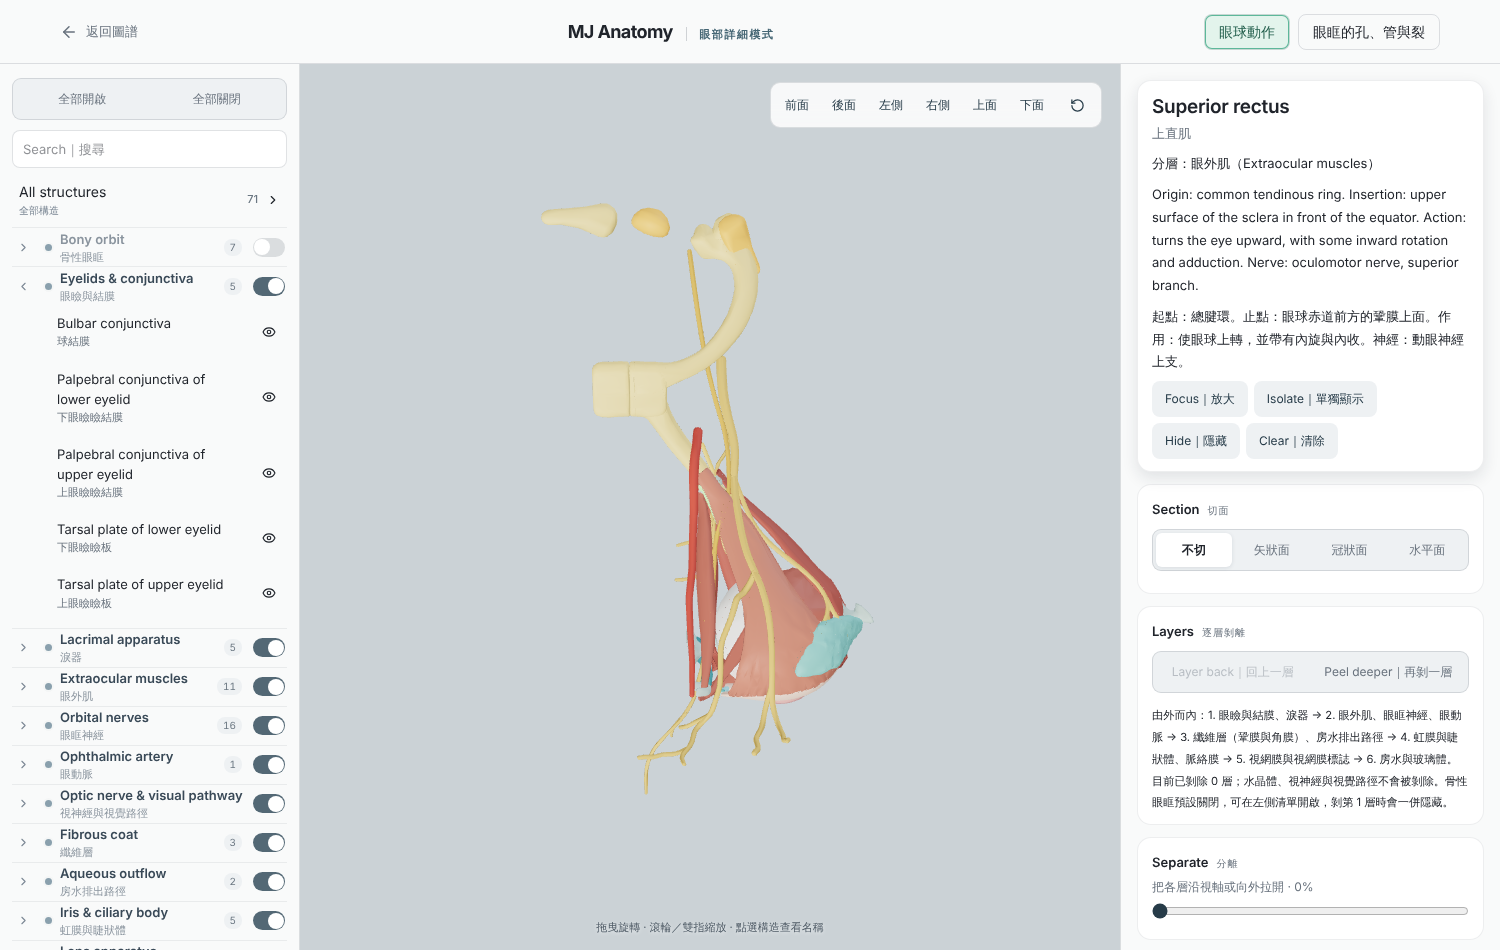 返回圖譜
MJ Anatomy
眼部詳細模式
眼球動作
眼眶的孔、管與裂
全部開啟
全部關閉
Search｜搜尋
All structures
71
全部構造
Bony orbit
7
骨性眼眶
Eyelids & conjunctiva
5
眼瞼與結膜
Bulbar conjunctiva
球結膜
Palpebral conjunctiva of
lower eyelid
下眼瞼瞼結膜
Palpebral conjunctiva of
upper eyelid
上眼瞼瞼結膜
Tarsal plate of lower eyelid
下眼瞼瞼板
Tarsal plate of upper eyelid
上眼瞼瞼板
Lacrimal apparatus
5
淚器
Extraocular muscles
11
眼外肌
Orbital nerves
16
眼眶神經
Ophthalmic artery
1
眼動脈
Optic nerve & visual pathway
視神經與視覺路徑
Fibrous coat
3
纖維層
Aqueous outflow
2
房水排出路徑
Iris & ciliary body
5
虹膜與睫狀體
Lens apparatus
前面
後面
左側
右側
上面
下面
拖曳旋轉 · 滾輪／雙指縮放 · 點選構造查看名稱
Superior rectus
上直肌
分層：眼外肌（Extraocular muscles）
Origin: common tendinous ring. Insertion: upper
surface of the sclera in front of the equator. Action:
turns the eye upward, with some inward rotation
and adduction. Nerve: oculomotor nerve, superior
branch.
起點：總腱環。止點：眼球赤道前方的鞏膜上面。作
用：使眼球上轉，並帶有內旋與內收。神經：動眼神經
上支。
Focus｜放大
Isolate｜單獨顯示
Hide｜隱藏
Clear｜清除
Section 切面
不切
矢狀面
冠狀面
水平面
Layers 逐層剝離
Layer back｜回上一層
Peel deeper｜再剝一層
由外而內：1. 眼瞼與結膜、淚器 → 2. 眼外肌、眼眶神經、眼動
脈 → 3. 纖維層（鞏膜與角膜）、房水排出路徑 → 4. 虹膜與睫
狀體、脈絡膜 → 5. 視網膜與視網膜標誌 → 6. 房水與玻璃體。
目前已剝除 0 層；水晶體、視神經與視覺路徑不會被剝除。骨性
眼眶預設關閉，可在左側清單開啟，剝第 1 層時會一併隱藏。
Separate 分離
把各層沿視軸或向外拉開 · 0%